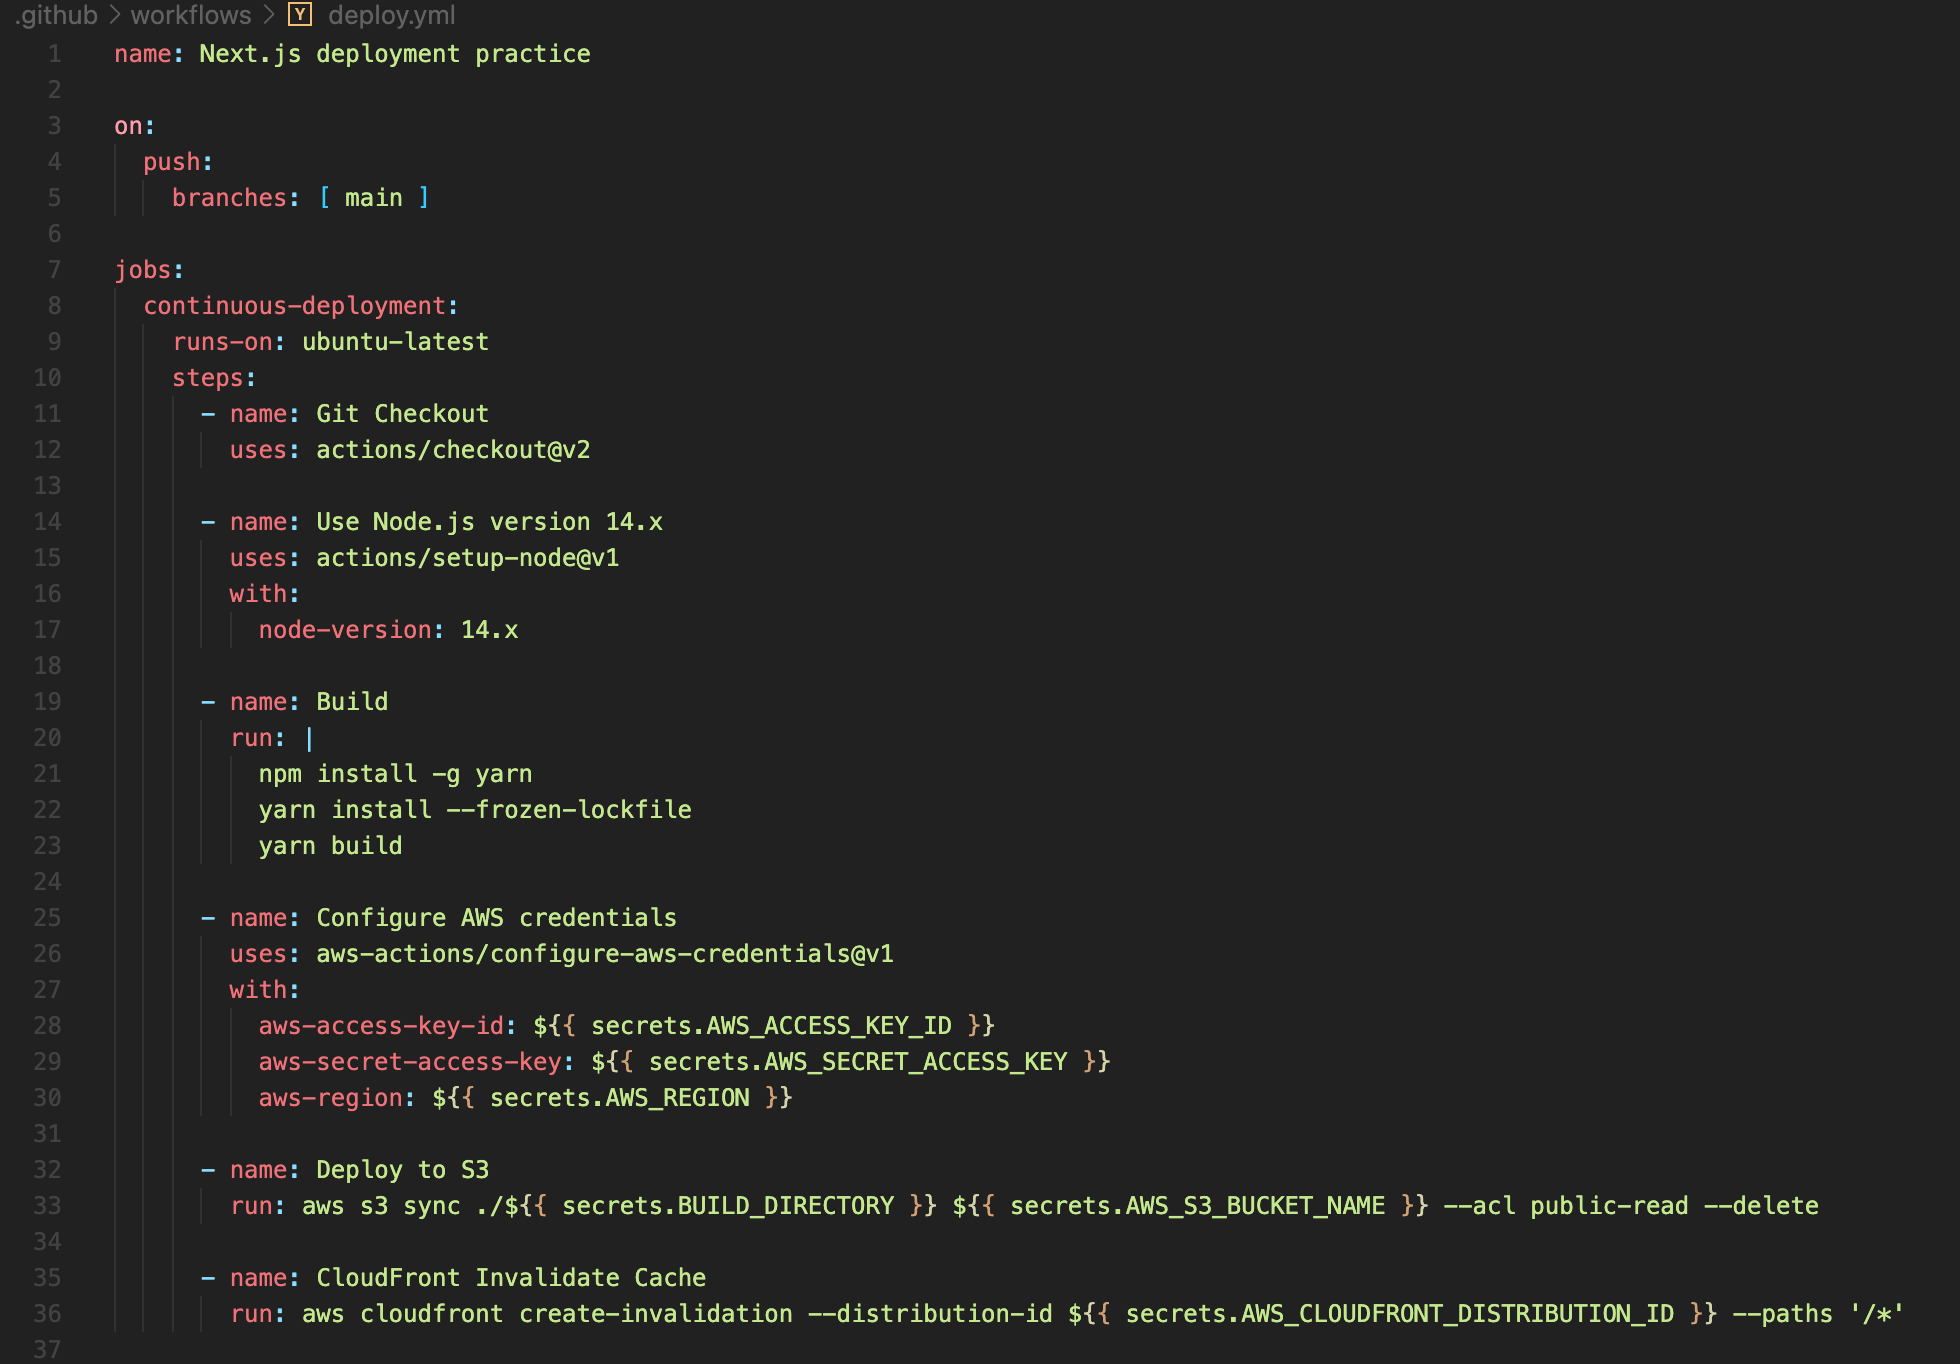 .github > workflows > Y deploy.yml
1 name: Next.js deployment practice
2
3 on:
4 push:
5 branches: [ main ]
6
7 jobs:
8 continuous-deployment:
9 runs-on: ubuntu-latest
10 steps:
11 - name: Git Checkout
12 uses: actions/checkout@v2
13
14 - name: Use Node.js version 14.x
15 uses: actions/setup-node@v1
16 with:
17 node-version: 14.x
18
19 - name: Build
20 run: |
21 npm install -g yarn
22 yarn install --frozen-lockfile
23 yarn build
24
25 - name: Configure AWS credentials
26 uses: aws-actions/configure-aws-credentials@v1
27 with:
28 aws-access-key-id: ${{ secrets.AWS_ACCESS_KEY_ID }}
29 aws-secret-access-key: ${{ secrets.AWS_SECRET_ACCESS_KEY }}
30 aws-region: ${{ secrets.AWS_REGION }}
31
32 - name: Deploy to S3
33 run: aws s3 sync ./${{ secrets.BUILD_DIRECTORY }} ${{ secrets.AWS_S3_BUCKET_NAME }} --acl public-read --delete
34
35 - name: CloudFront Invalidate Cache
36 run: aws cloudfront create-invalidation --distribution-id ${{ secrets.AWS_CLOUDFRONT_DISTRIBUTION_ID }} --paths '/*'
37